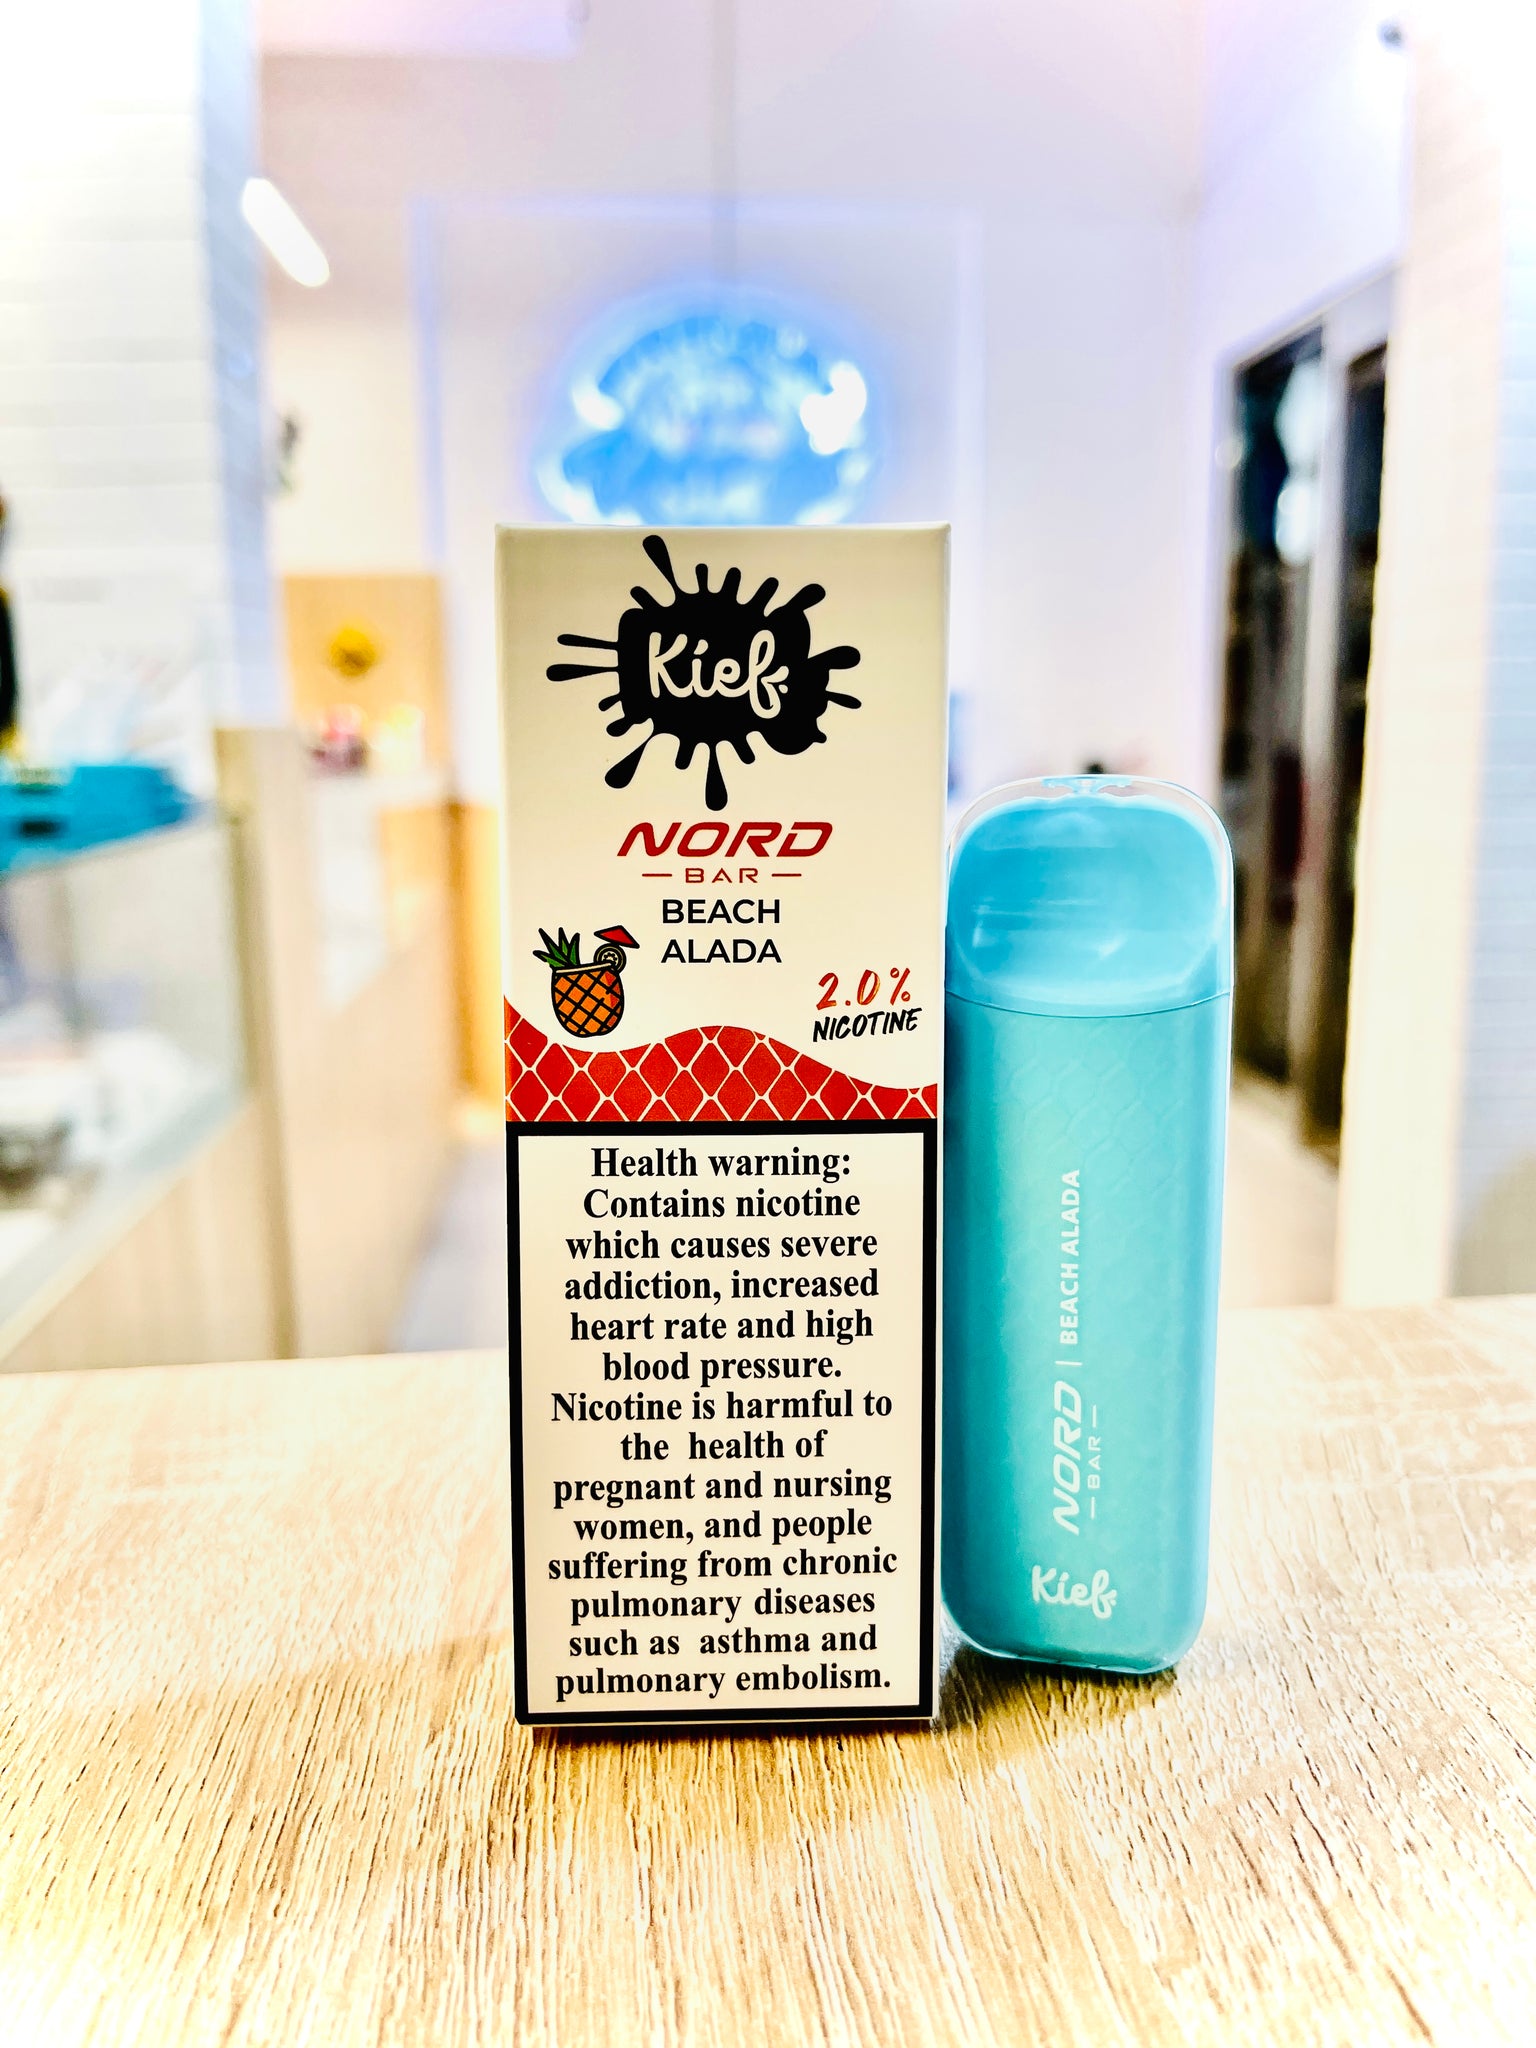 Kief
NORD
BAR
BEACH
ALADA
2.0%
NICOTINE
Health warning:
Contains nicotine
which causes severe
addiction, increased
heart rate and high
blood pressure.
Nicotine is harmful to
the health of
pregnant and nursing
women, and people
suffering from chronic
pulmonary diseases
such as asthma and
pulmonary embolism.
NORD | BEACH ALADA
BAR
Kief